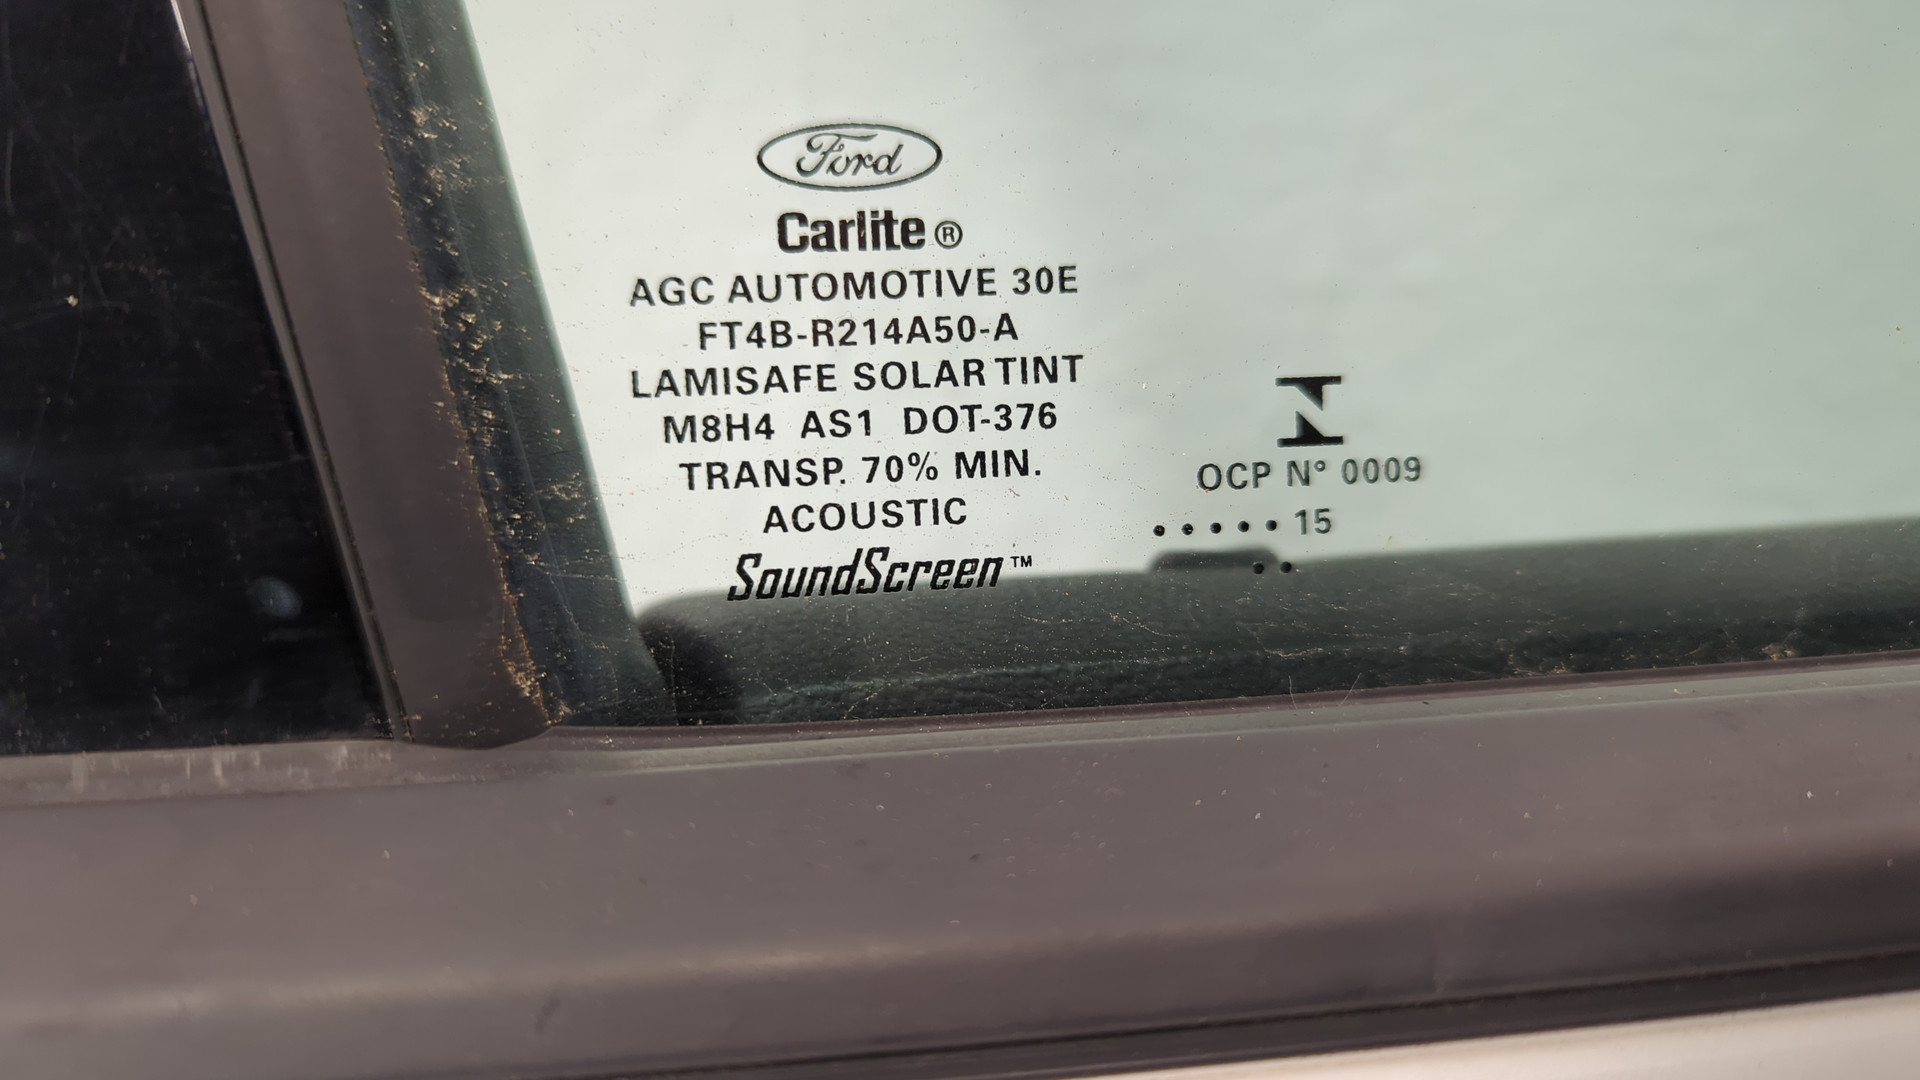 Ford
Carlite®
AGC AUTOMOTIVE 30E
FT4B-R214A50-A
LAMISAFE SOLAR TINT
M8H4 AS1 DOT-376
TRANSP. 70% MIN.
ACOUSTIC
SoundScreen™
OCP N° 0009
. . . . . 15
. .